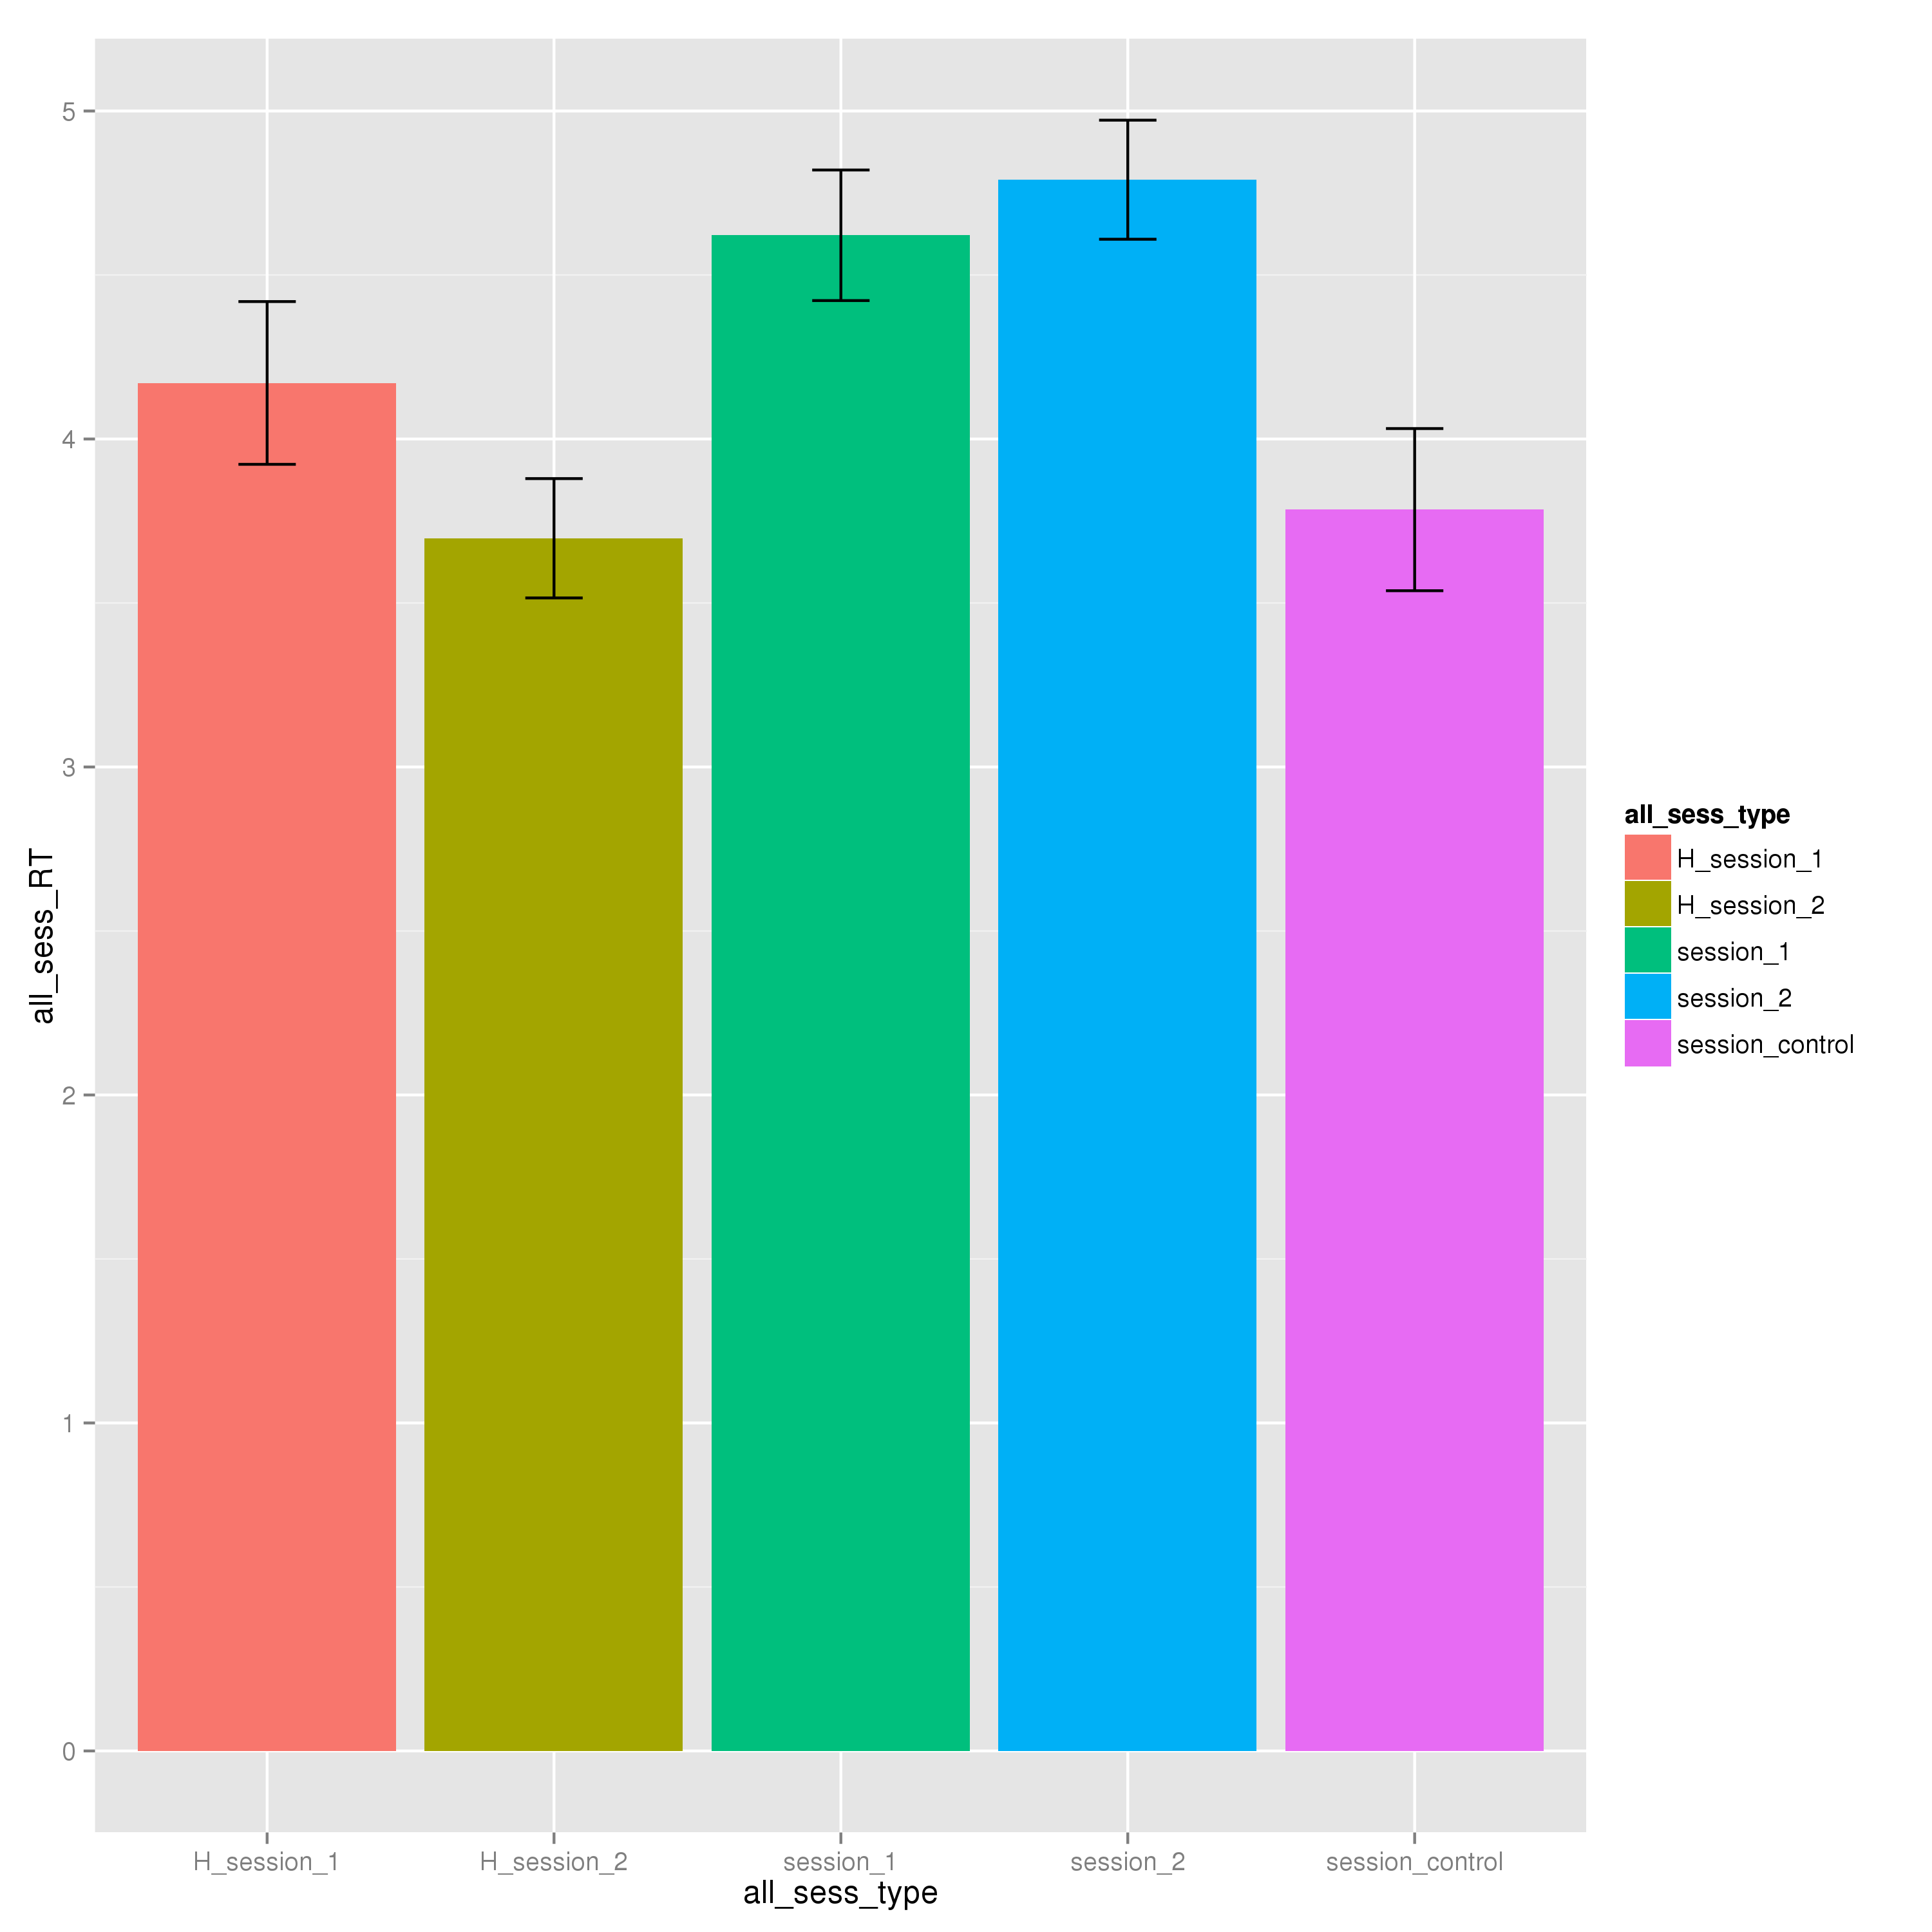 5
4
3
2
1
0
all_sess_RT
H_session_1
H_session_2
session_1
session_2
session_control
all_sess_type
all_sess_type
H_session_1
H_session_2
session_1
session_2
session_control